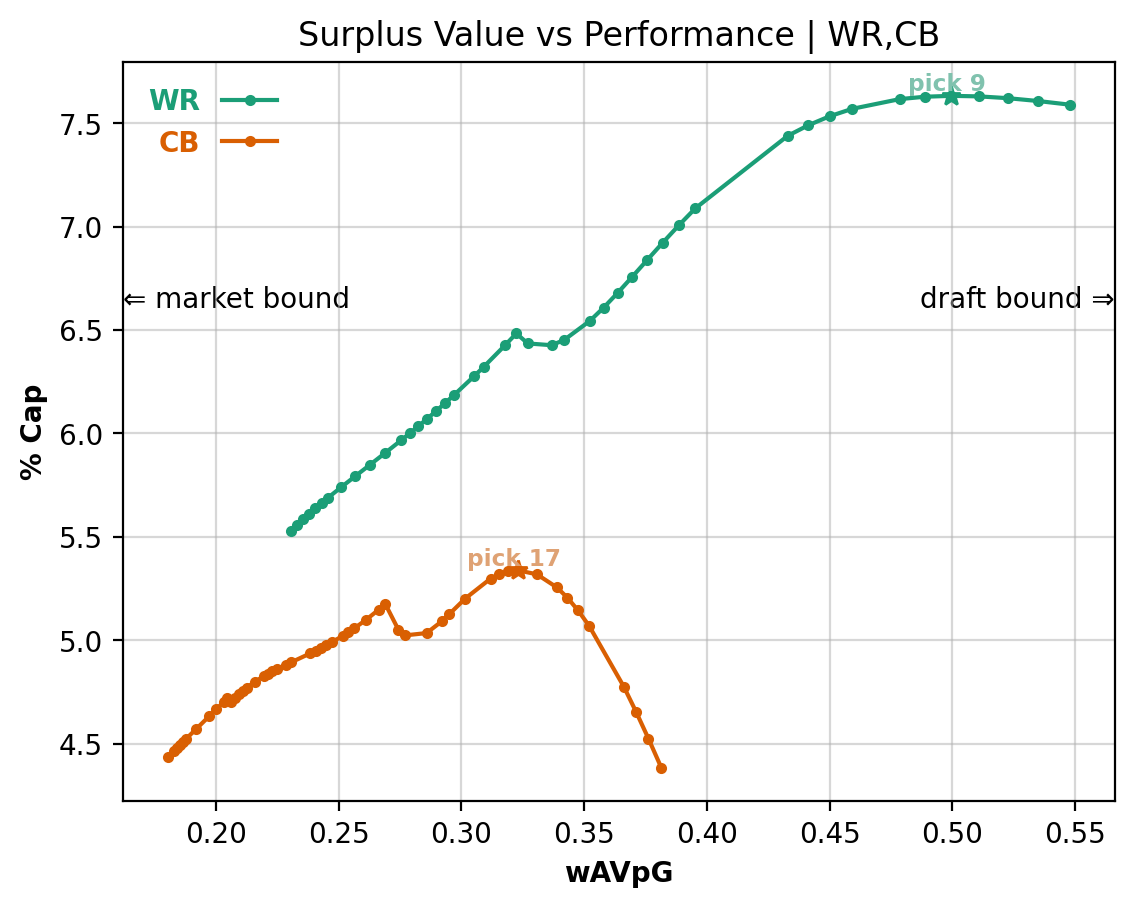 Surplus Value vs Performance | WR,CB
WR
CB
pick 9
⇐ market bound
draft bound ⇒
pick 17
% Cap
7.5
7.0
6.5
6.0
5.5
5.0
4.5
0.20 0.25 0.30 0.35 0.40 0.45 0.50 0.55
wAVpG